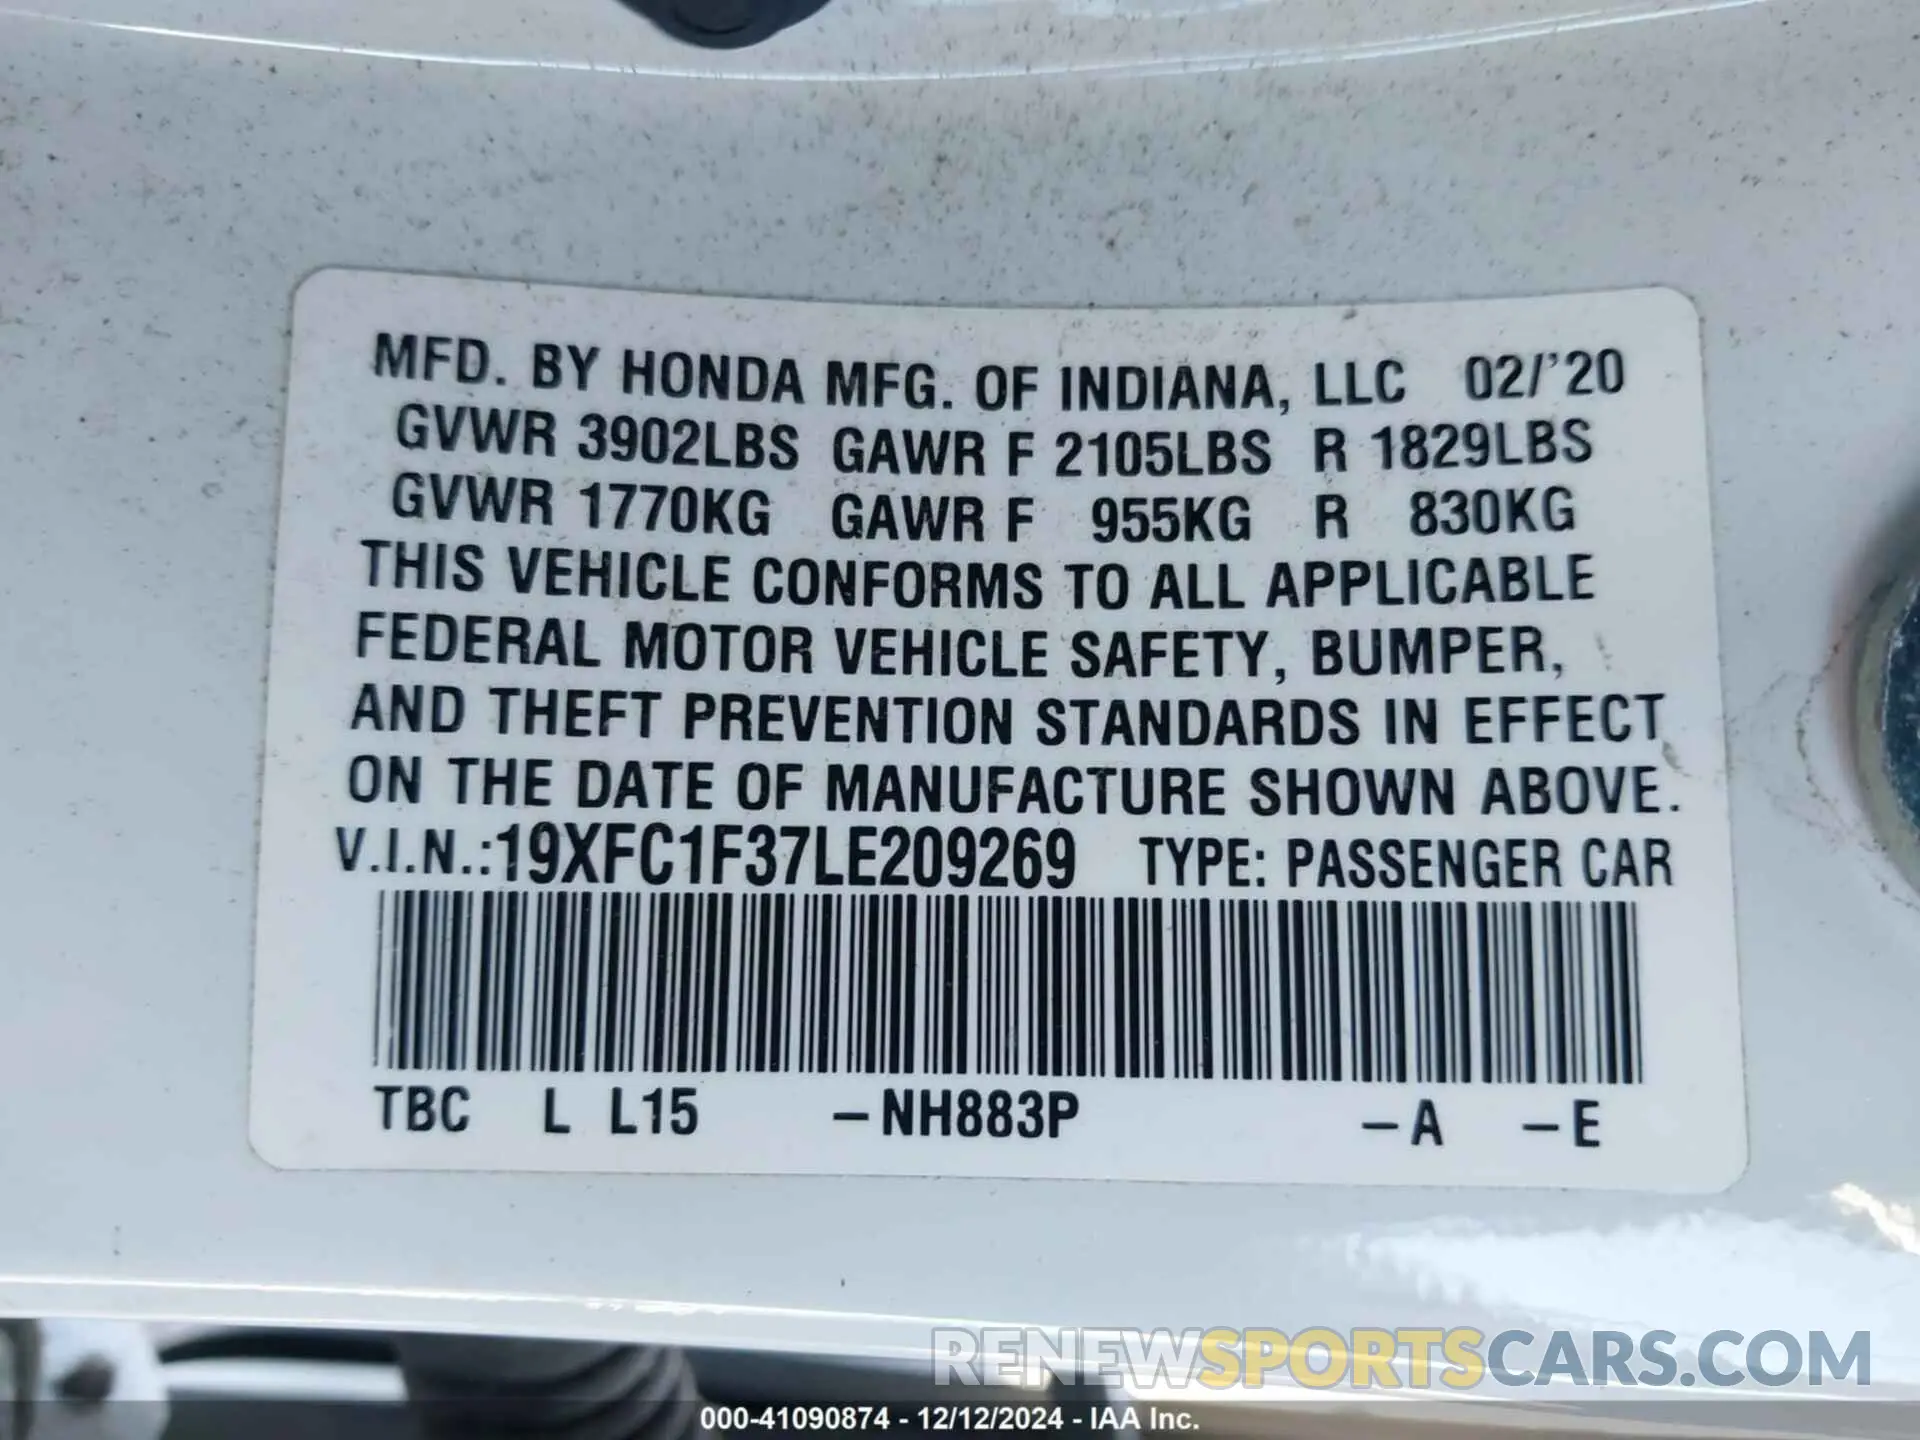 MFD. BY HONDA MFG. OF INDIANA, LLC 02/'20
GVWR 3902LBS GAWR F 2105LBS R 1829LBS
GVWR 1770KG GAWR F 955KG R 830KG
THIS VEHICLE CONFORMS TO ALL APPLICABLE
FEDERAL MOTOR VEHICLE SAFETY, BUMPER,
AND THEFT PREVENTION STANDARDS IN EFFECT
ON THE DATE OF MANUFACTURE SHOWN ABOVE.
V.I.N.:19XFC1F37LE209269 TYPE: PASSENGER CAR
TBC L L15 –NH883P –A –E
RENEWSPORTSCARS.COM
000-41090874 - 12/12/2024 - IAA Inc.